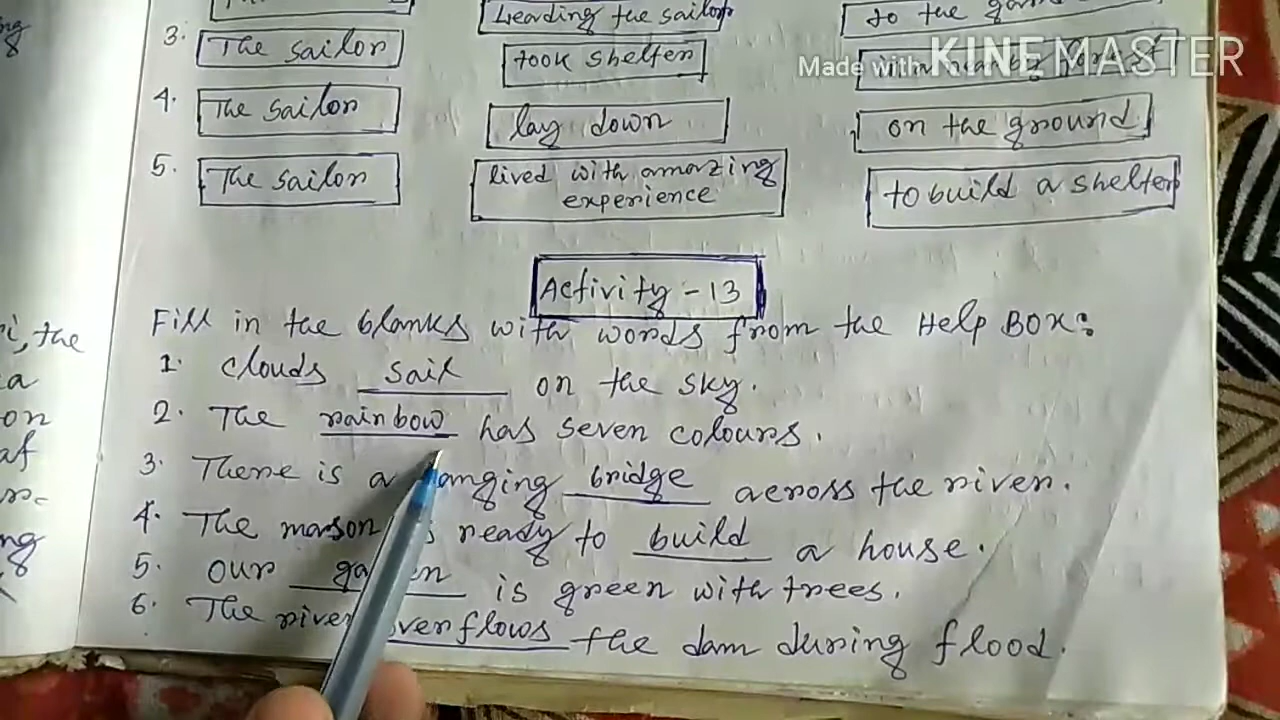 Leading the sailor to the
3. The sailor took shelter
Made with KINEMASTER
4. The sailor lay down on the ground
5. The sailor lived with amazing experience to build a shelter
Activity - 13
Fill in the blanks with words from the Help Box:
1. Clouds sail on the sky.
2. The rainbow has seven colours.
3. There is a hanging bridge across the river.
4. The mason is ready to build a house.
5. Our garden is green with trees.
6. The river overflows the dam during flood.